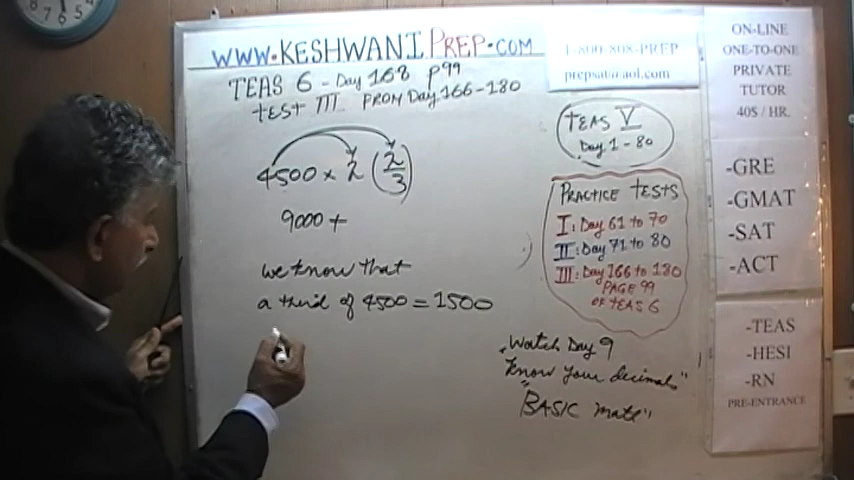 WWW.KESHWANIPREP.COM
TEAS 6 - Day 168 P99
TEST III FROM Day 166-180
4500 × 2 (2/3)
9000 +
we know that
a third of 4500 = 1500
1-800-808-PREP
prepsat@aol.com
TEAS V
Day 1-80
PRACTICE TESTS
I: Day 61 to 70
II: Day 71 to 80
III: Day 166 to 180
PAGE 99
OF TEAS 6
Watch Day 9
"Know your decimals"
"BASIC Math"
ON-LINE
ONE-TO-ONE
PRIVATE
TUTOR
40$ / HR.
-GRE
-GMAT
-SAT
-ACT
-TEAS
-HESI
-RN
PRE-ENTRANCE
8 7 6 5